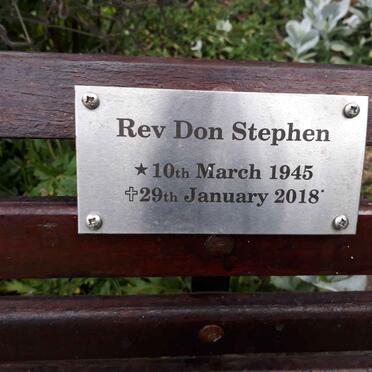 Rev Don Stephen
★10th March 1945
✞29th January 2018